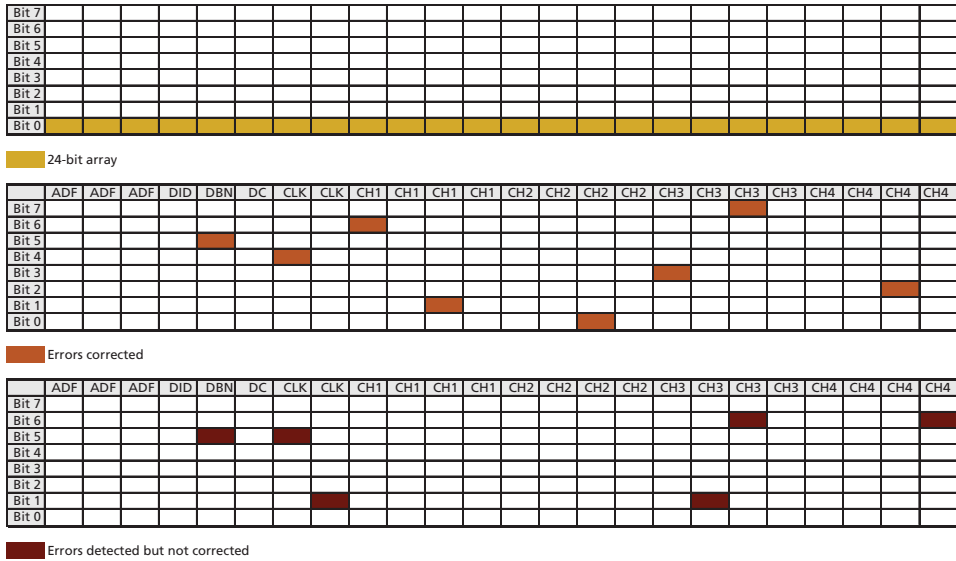 Bit 7
Bit 6
Bit 5
Bit 4
Bit 3
Bit 2
Bit 1
Bit 0
24-bit array
ADF ADF ADF DID DBN DC CLK CLK CH1 CH1 CH1 CH1 CH2 CH2 CH2 CH2 CH3 CH3 CH3 CH3 CH4 CH4 CH4 CH4
Bit 7
Bit 6
Bit 5
Bit 4
Bit 3
Bit 2
Bit 1
Bit 0
Errors corrected
ADF ADF ADF DID DBN DC CLK CLK CH1 CH1 CH1 CH1 CH2 CH2 CH2 CH2 CH3 CH3 CH3 CH3 CH4 CH4 CH4 CH4
Bit 7
Bit 6
Bit 5
Bit 4
Bit 3
Bit 2
Bit 1
Bit 0
Errors detected but not corrected